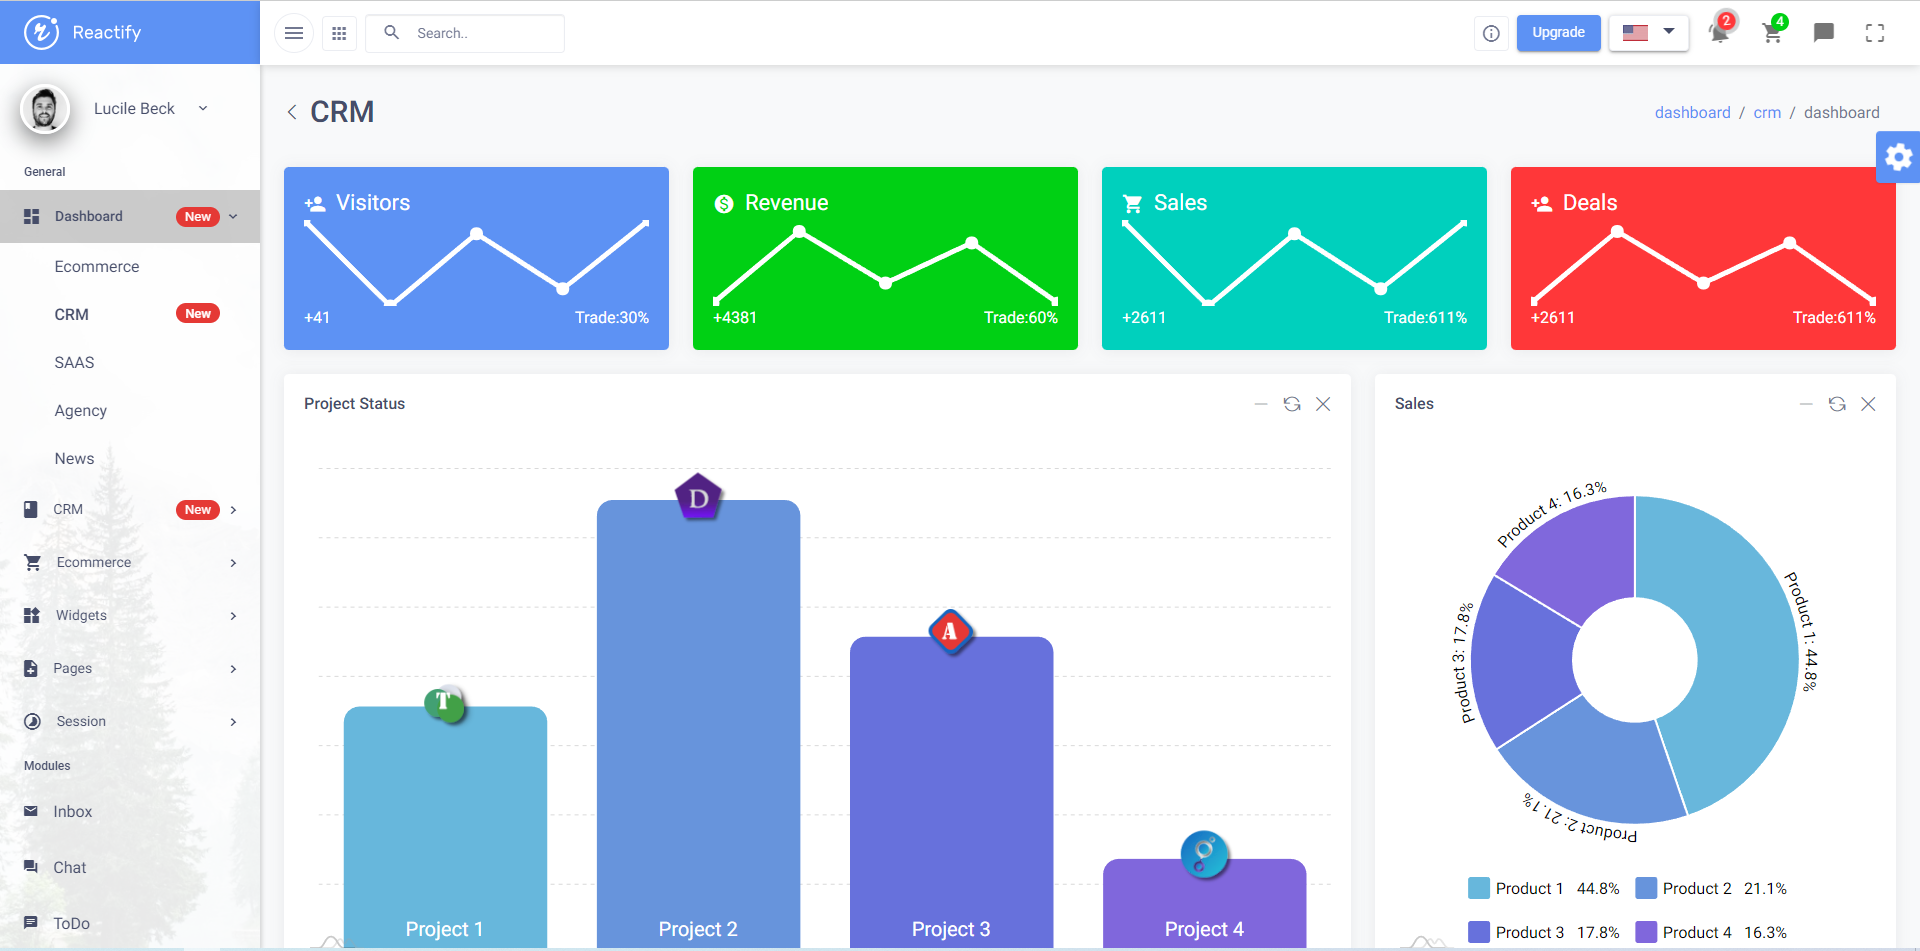 Reactify
Search..
Upgrade
2
4
Lucile Beck
General
Dashboard New
Ecommerce
CRM New
SAAS
Agency
News
CRM New
Ecommerce
Widgets
Pages
Session
Modules
Inbox
Chat
ToDo
CRM
dashboard / crm / dashboard
Visitors
+41 Trade:30%
Revenue
+4381 Trade:60%
Sales
+2611 Trade:611%
Deals
+2611 Trade:611%
Project Status
T
D
A
g
Project 1 Project 2 Project 3 Project 4
Sales
Product 4: 16.3%
Product 1: 44.8%
Product 3: 17.8%
Product 2: 21.1%
Product 1 44.8% Product 2 21.1%
Product 3 17.8% Product 4 16.3%